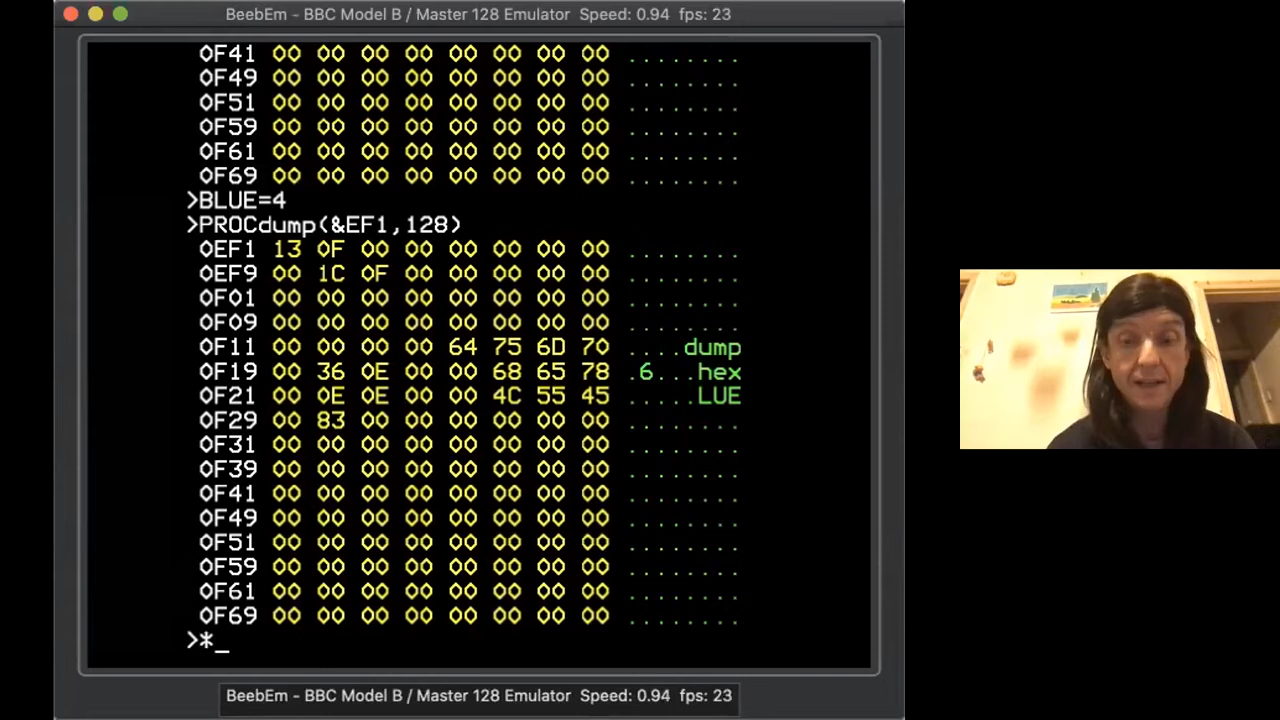 BeebEm - BBC Model B / Master 128 Emulator  Speed: 0.94  fps: 23
0F41 00 00 00 00 00 00 00 00 ........
0F49 00 00 00 00 00 00 00 00 ........
0F51 00 00 00 00 00 00 00 00 ........
0F59 00 00 00 00 00 00 00 00 ........
0F61 00 00 00 00 00 00 00 00 ........
0F69 00 00 00 00 00 00 00 00 ........
>BLUE=4
>PROCdump(&EF1,128)
0EF1 13 0F 00 00 00 00 00 00 ........
0EF9 00 1C 0F 00 00 00 00 00 ........
0F01 00 00 00 00 00 00 00 00 ........
0F09 00 00 00 00 00 00 00 00 ........
0F11 00 00 00 00 64 75 6D 70 ....dump
0F19 00 36 0E 00 00 68 65 78 .6...hex
0F21 00 0E 0E 00 00 4C 55 45 .....LUE
0F29 00 83 00 00 00 00 00 00 ........
0F31 00 00 00 00 00 00 00 00 ........
0F39 00 00 00 00 00 00 00 00 ........
0F41 00 00 00 00 00 00 00 00 ........
0F49 00 00 00 00 00 00 00 00 ........
0F51 00 00 00 00 00 00 00 00 ........
0F59 00 00 00 00 00 00 00 00 ........
0F61 00 00 00 00 00 00 00 00 ........
0F69 00 00 00 00 00 00 00 00 ........
>*_
BeebEm - BBC Model B / Master 128 Emulator  Speed: 0.94  fps: 23